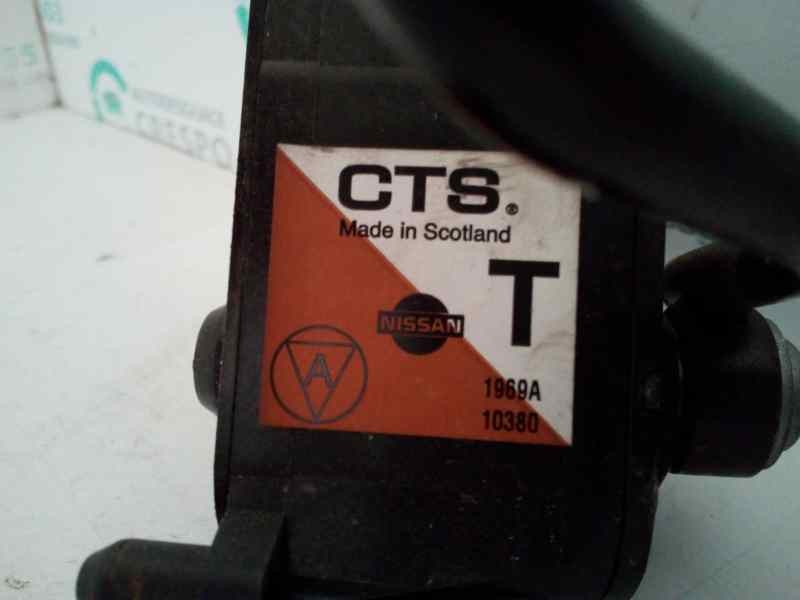 CTS.®
Made in Scotland
T
NISSAN
A
1969A
10380